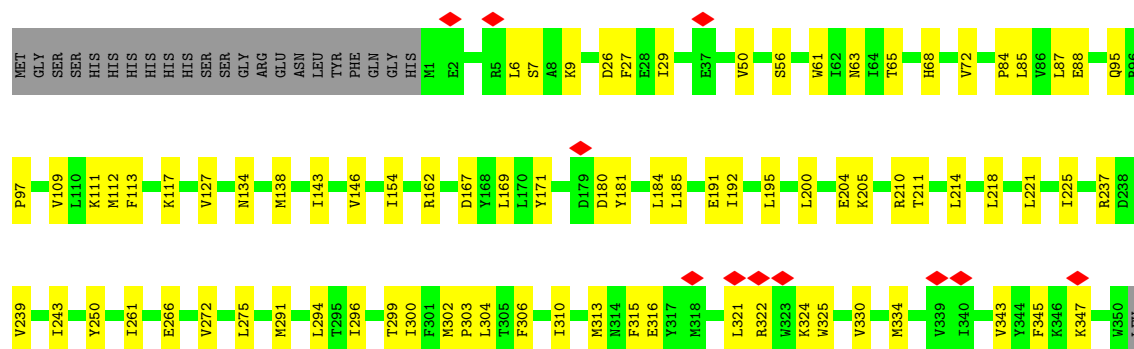 MET GLY SER SER HIS HIS HIS HIS HIS HIS SER SER GLY ARG GLU ASN LEU TYR PHE GLN GLY HIS M1 E2 R5 L6 S7 A8 K9 D26 F27 E28 I29 E37 V50 S56 W61 I62 N63 I64 T65 H68 V72 P84 L85 V86 L87 E88 Q95
P97 V109 L110 K111 M112 F113 K117 V127 N134 M138 I143 V146 I154 R162 D167 Y168 L169 L170 Y171 D179 D180 Y181 L184 L185 E191 I192 L195 L200 E204 K205 R210 T211 L214 L218 L221 I225 R237 D238
V239 I243 Y250 I261 E266 V272 L275 M291 L294 T295 I296 T299 I300 F301 M302 P303 L304 T305 F306 I310 M313 N314 F315 E316 Y317 M318 L321 R322 W323 K324 W325 V330 M334 V339 I340 V343 Y344 F345 K346 K347 W350